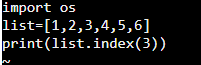 import os
list=[1,2,3,4,5,6]
print(list.index(3))
~